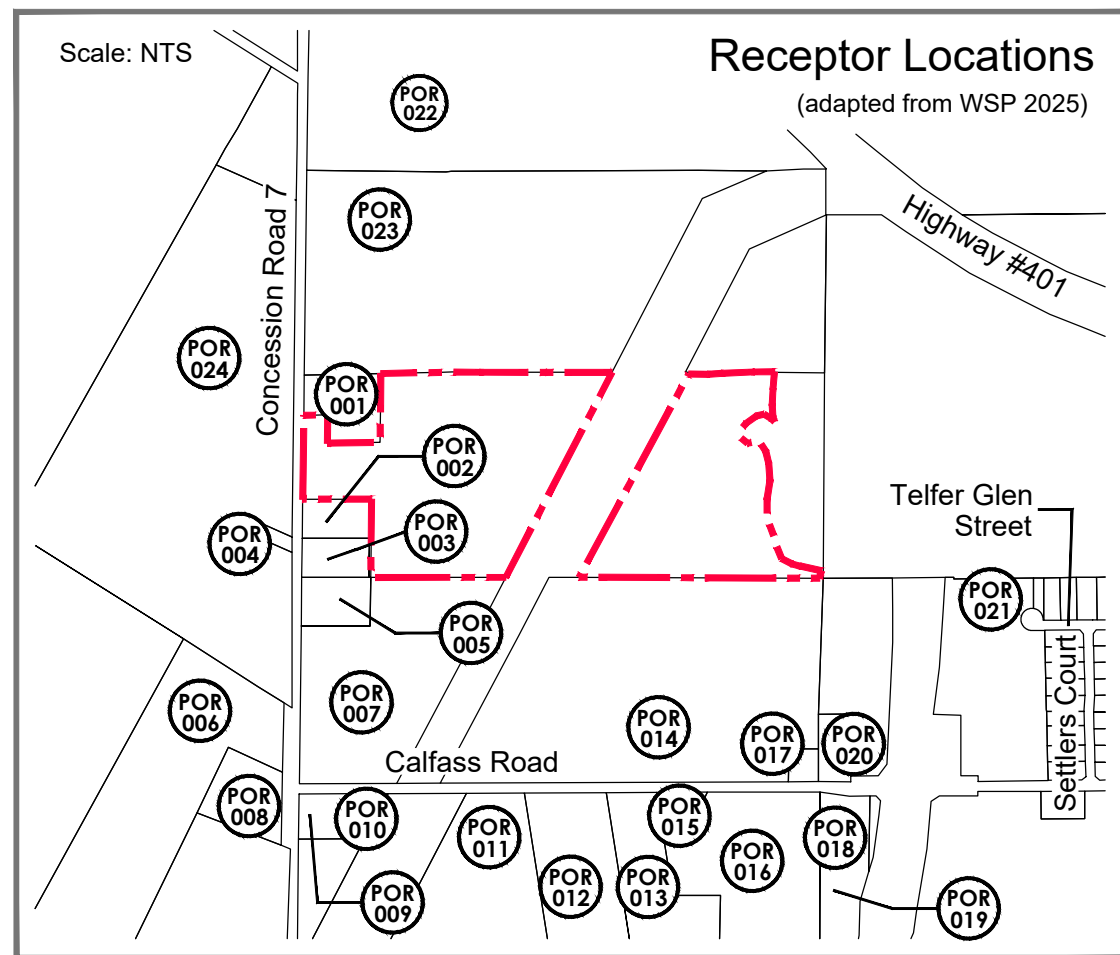 Scale: NTS
Receptor Locations
(adapted from WSP 2025)
POR
022
Concession Road 7
POR
023
Highway #401
POR
024
POR
001
POR
002
POR
003
POR
004
Telfer Glen
Street
POR
021
POR
005
Settlers Court
POR
006
POR
007
POR
014
POR
017
POR
020
Calfass Road
POR
008
POR
010
POR
011
POR
015
POR
016
POR
018
POR
009
POR
012
POR
013
POR
019